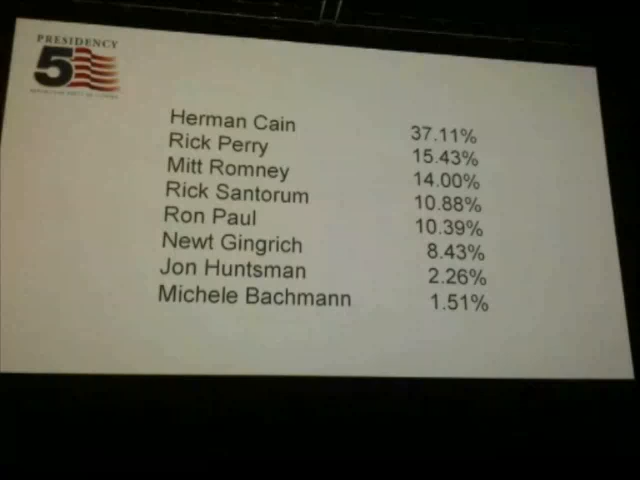 PRESIDENCY
5
Herman Cain 37.11%
Rick Perry 15.43%
Mitt Romney 14.00%
Rick Santorum 10.88%
Ron Paul 10.39%
Newt Gingrich 8.43%
Jon Huntsman 2.26%
Michele Bachmann 1.51%